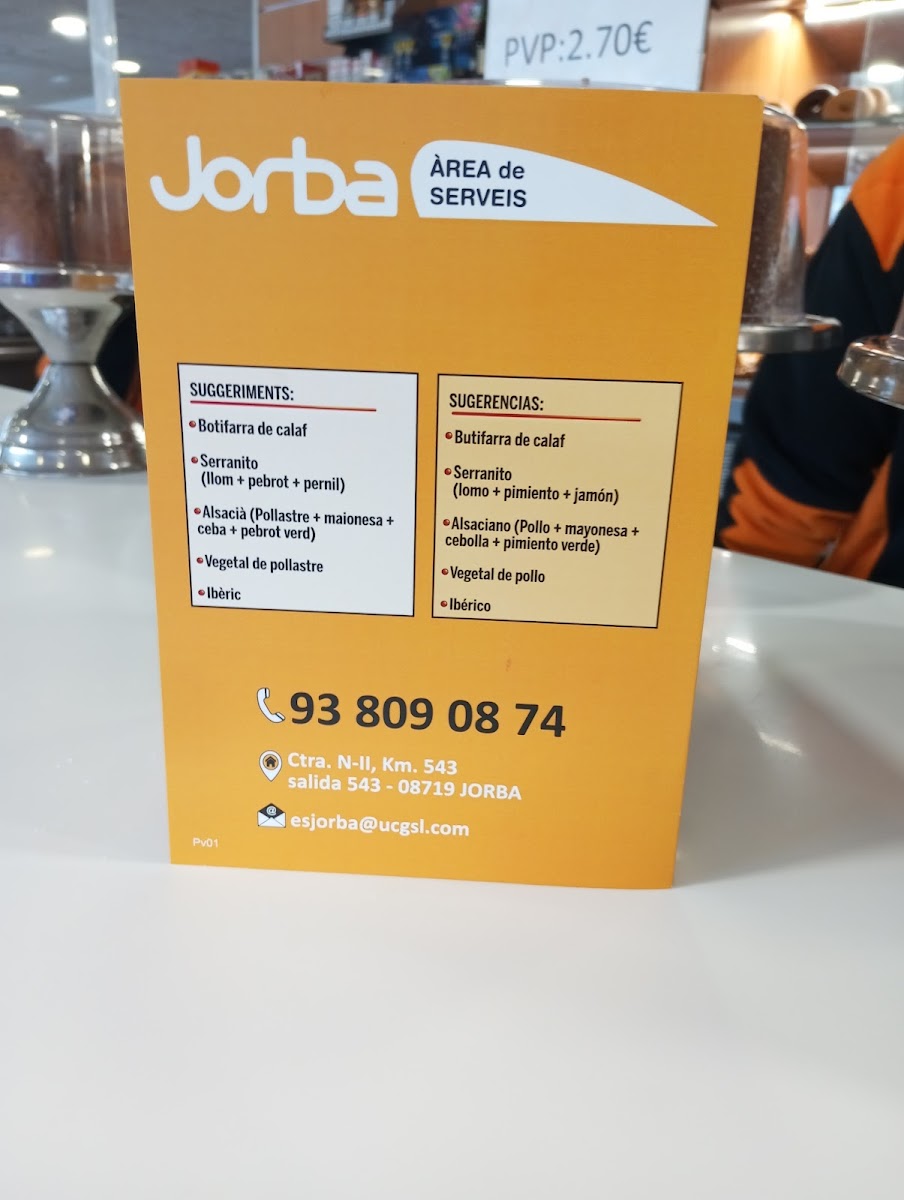 PVP:2.70€
Jorba
ÀREA de
SERVEIS
SUGGERIMENTS:
Botifarra de calaf
Serranito
(llom + pebrot + pernil)
Alsacià (Pollastre + maionesa +
ceba + pebrot verd)
Vegetal de pollastre
Ibèric
SUGERENCIAS:
Butifarra de calaf
Serranito
(lomo + pimiento + jamón)
Alsaciano (Pollo + mayonesa +
cebolla + pimiento verde)
Vegetal de pollo
Ibérico
93 809 08 74
Ctra. N-II, Km. 543
salida 543 - 08719 JORBA
esjorba@ucgsl.com
Pv01